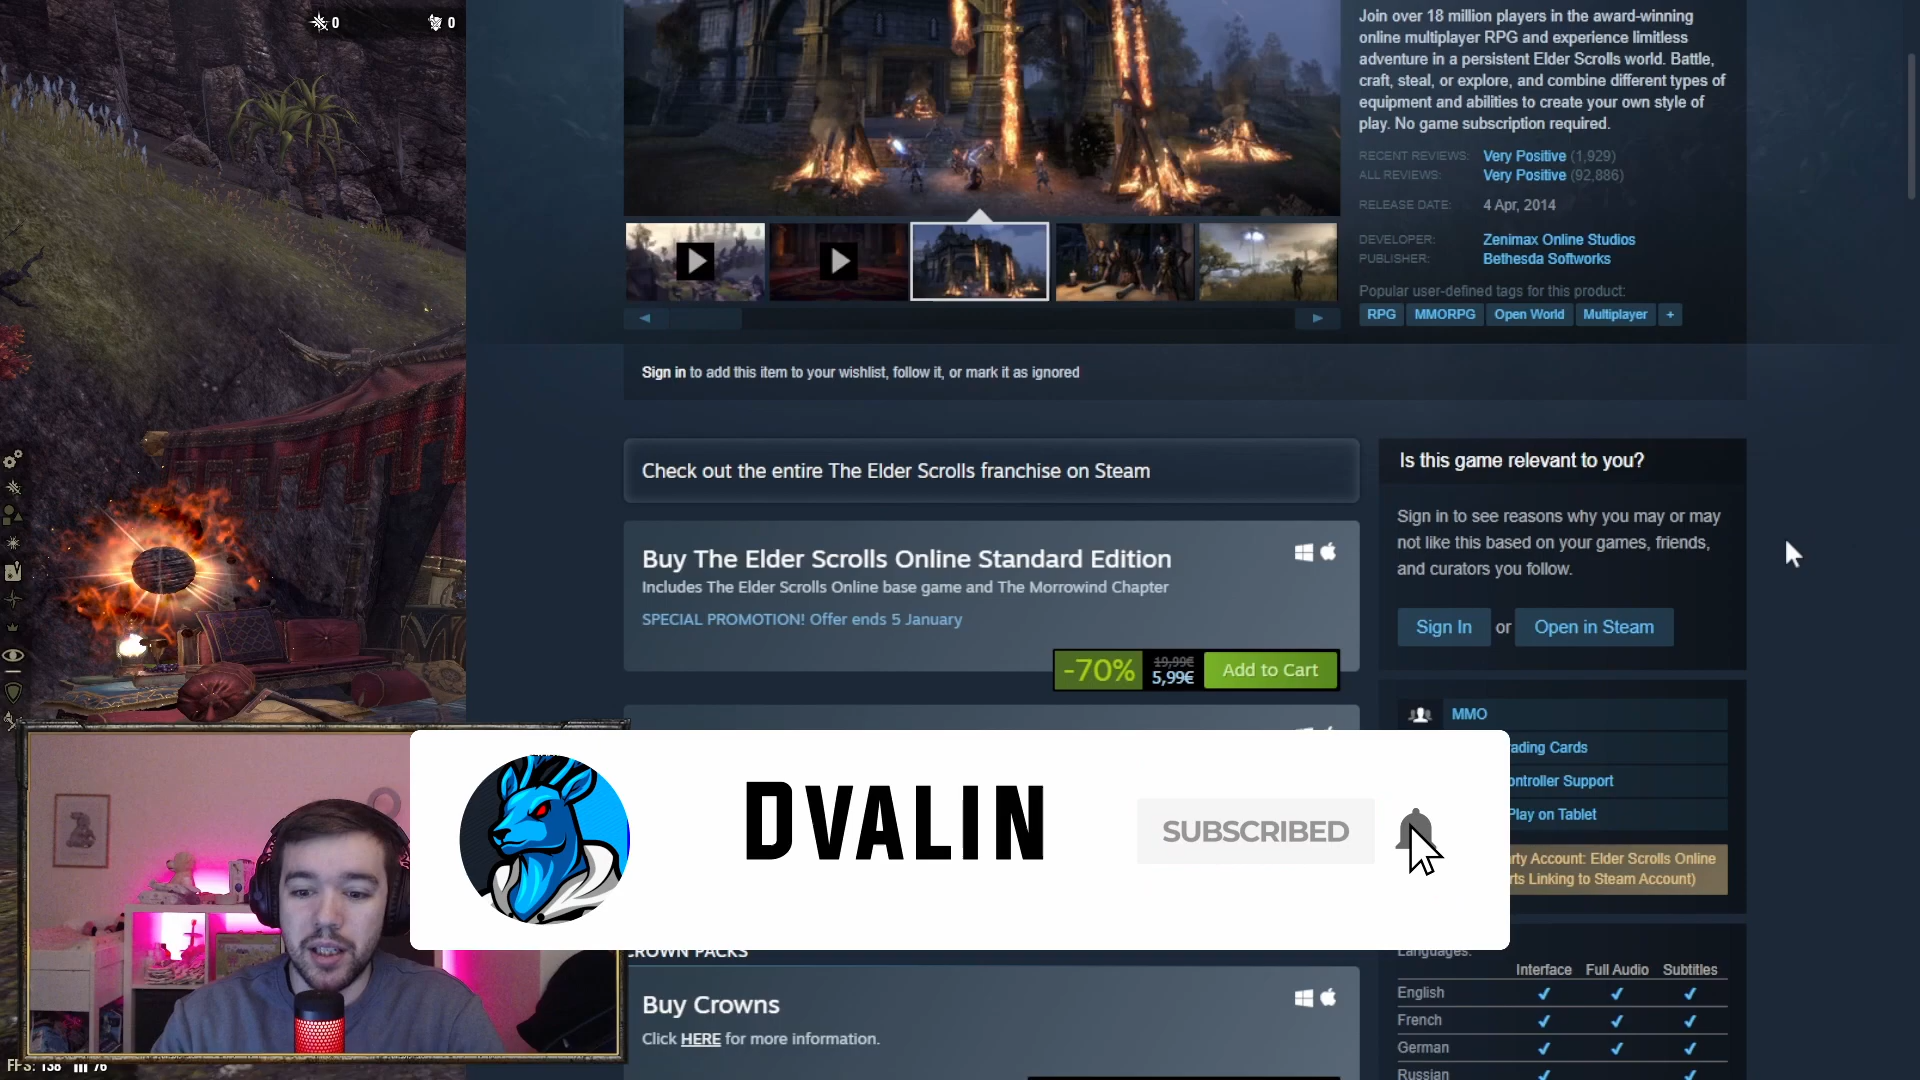 0
0
Join over 18 million players in the award-winning
online multiplayer RPG and experience limitless
adventure in a persistent Elder Scrolls world. Battle,
craft, steal, or explore, and combine different types of
equipment and abilities to create your own style of
play. No game subscription required.
RECENT REVIEWS: Very Positive (1,929)
ALL REVIEWS: Very Positive (92,886)
RELEASE DATE: 4 Apr, 2014
DEVELOPER: Zenimax Online Studios
PUBLISHER: Bethesda Softworks
Popular user-defined tags for this product:
RPG MMORPG Open World Multiplayer +
Sign in to add this item to your wishlist, follow it, or mark it as ignored
Check out the entire The Elder Scrolls franchise on Steam
Buy The Elder Scrolls Online Standard Edition
Includes The Elder Scrolls Online base game and The Morrowind Chapter
SPECIAL PROMOTION! Offer ends 5 January
-70% 19,99€ 5,99€ Add to Cart
Is this game relevant to you?
Sign in to see reasons why you may or may
not like this based on your games, friends,
and curators you follow.
Sign In or Open in Steam
MMO
ading Cards
ontroller Support
Play on Tablet
rty Account: Elder Scrolls Online
rts Linking to Steam Account)
DVALIN
SUBSCRIBED
CROWN PACKS
Buy Crowns
Click HERE for more information.
Languages:
Interface Full Audio Subtitles
English
French
German
Russian
FPS: 138 76